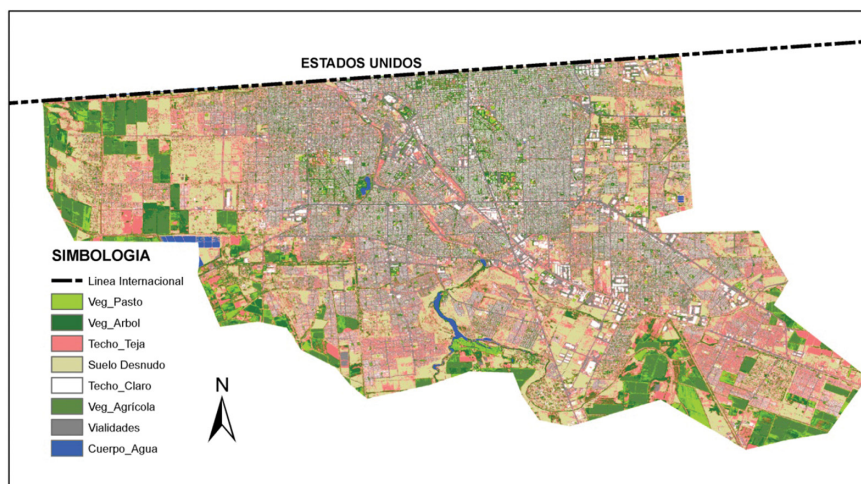 ESTADOS UNIDOS
SIMBOLOGIA
Linea Internacional
Veg_Pasto
Veg_Arbol
Techo_Teja
Suelo Desnudo
Techo_Claro
Veg_Agrícola
Vialidades
Cuerpo_Agua
N